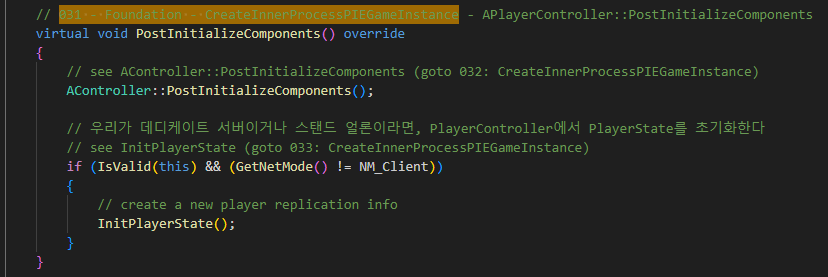 // 031 - Foundation - CreateInnerProcessPIEGameInstance - APlayerController::PostInitializeComponents
virtual void PostInitializeComponents() override
{
// see AController::PostInitializeComponents (goto 032: CreateInnerProcessPIEGameInstance)
AController::PostInitializeComponents();
// 우리가 데디케이트 서버이거나 스탠드 얼론이라면, PlayerController에서 PlayerState를 초기화한다
// see InitPlayerState (goto 033: CreateInnerProcessPIEGameInstance)
if (IsValid(this) && (GetNetMode() != NM_Client))
{
// create a new player replication info
InitPlayerState();
}
}